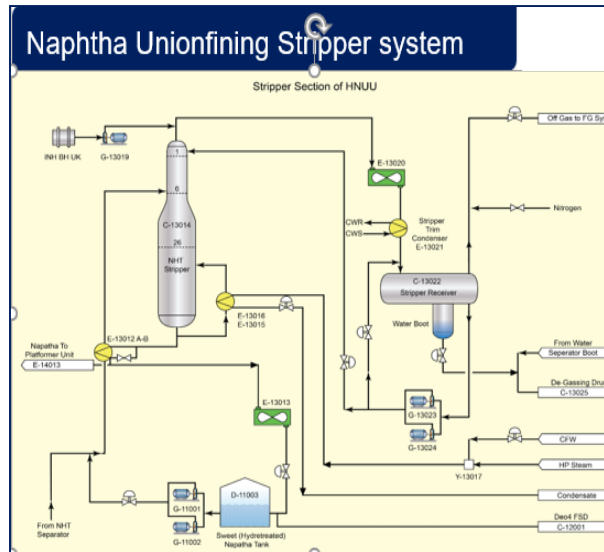 Naphtha Unionfining Stripper system
Stripper Section of HNUU
Off Gas to FG Sys
INH BH UK
G-13019
1
E-13020
Nitrogen
6
CWR
CWS
Stripper
Trim
Condenser
E-13021
C-13014
26
NHT
Stripper
C-13022
Stripper Receiver
Water Boot
E-13016
E-13015
E-13012 A-B
Napatha To
Platformer Unit
E-14013
From Water
Seperator Boot
De-Gassing Dru
C-13025
E-13013
G-13023
G-13024
CFW
Y-13017
HP Steam
D-11003
G-11001
G-11002
Condensate
From NHT
Separator
Sweet (Hydretreated)
Napatha Tank
Deo4 FSD
C-12001